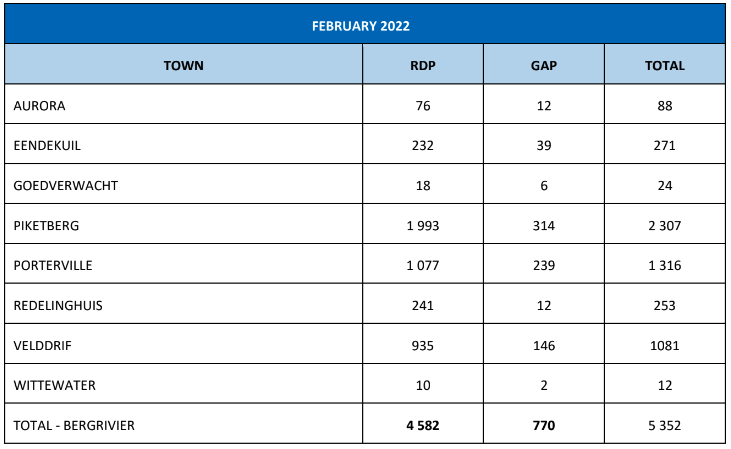 FEBRUARY 2022
TOWN RDP GAP TOTAL
AURORA 76 12 88
EENDEKUIL 232 39 271
GOEDVERWACHT 18 6 24
PIKETBERG 1 993 314 2 307
PORTERVILLE 1 077 239 1 316
REDELINGHUIS 241 12 253
VELDDRIF 935 146 1081
WITTEWATER 10 2 12
TOTAL - BERGRIVIER 4 582 770 5 352